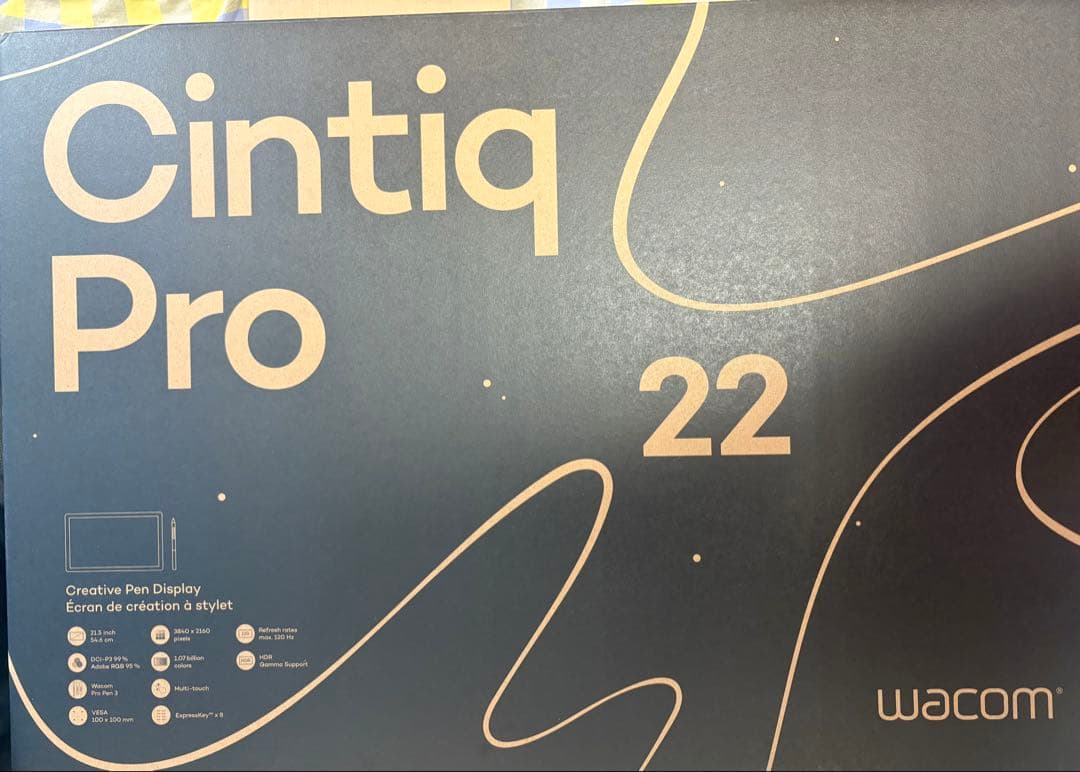 Cintiq
Pro
22
Creative Pen Display
Écran de création à stylet
21.5 inch
54.6 cm
3840 x 2160
pixels
Refresh rates
max. 120 Hz
DCI-P3 99 %
Adobe RGB 95 %
1.07 billion
colors
HDR
Gamma Support
Wacom
Pro Pen 3
Multi-touch
VESA
100 x 100 mm
ExpressKey™ x 8
wacom®